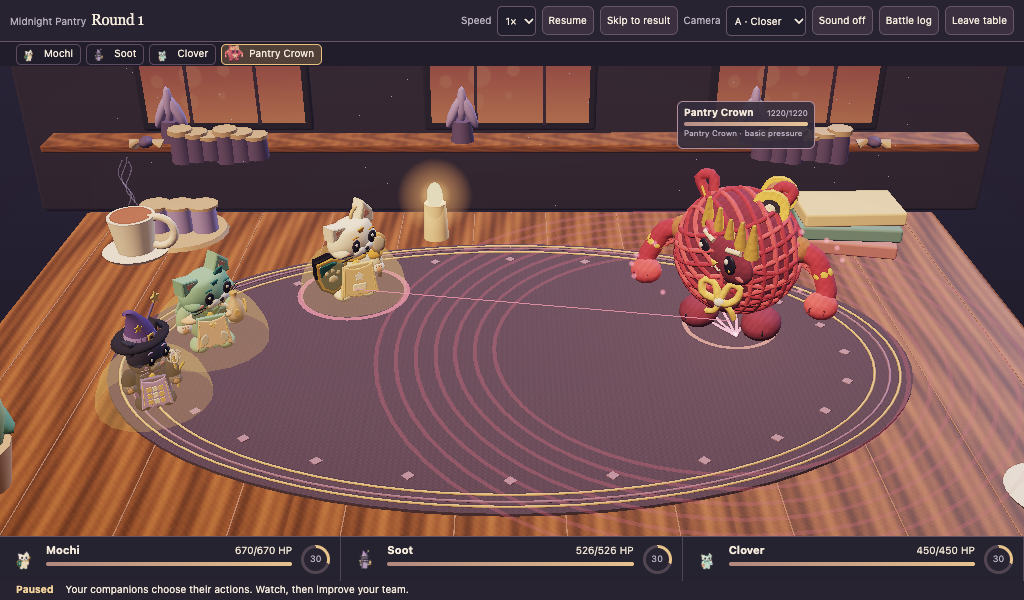 Midnight Pantry Round 1
Speed 1x Resume Skip to result Camera A · Closer Sound off Battle log Leave table
Mochi Soot Clover Pantry Crown
Pantry Crown 1220/1220
Pantry Crown · basic pressure
Mochi 670/670 HP 30
Soot 526/526 HP 30
Clover 450/450 HP 30
Paused Your companions choose their actions. Watch, then improve your team.